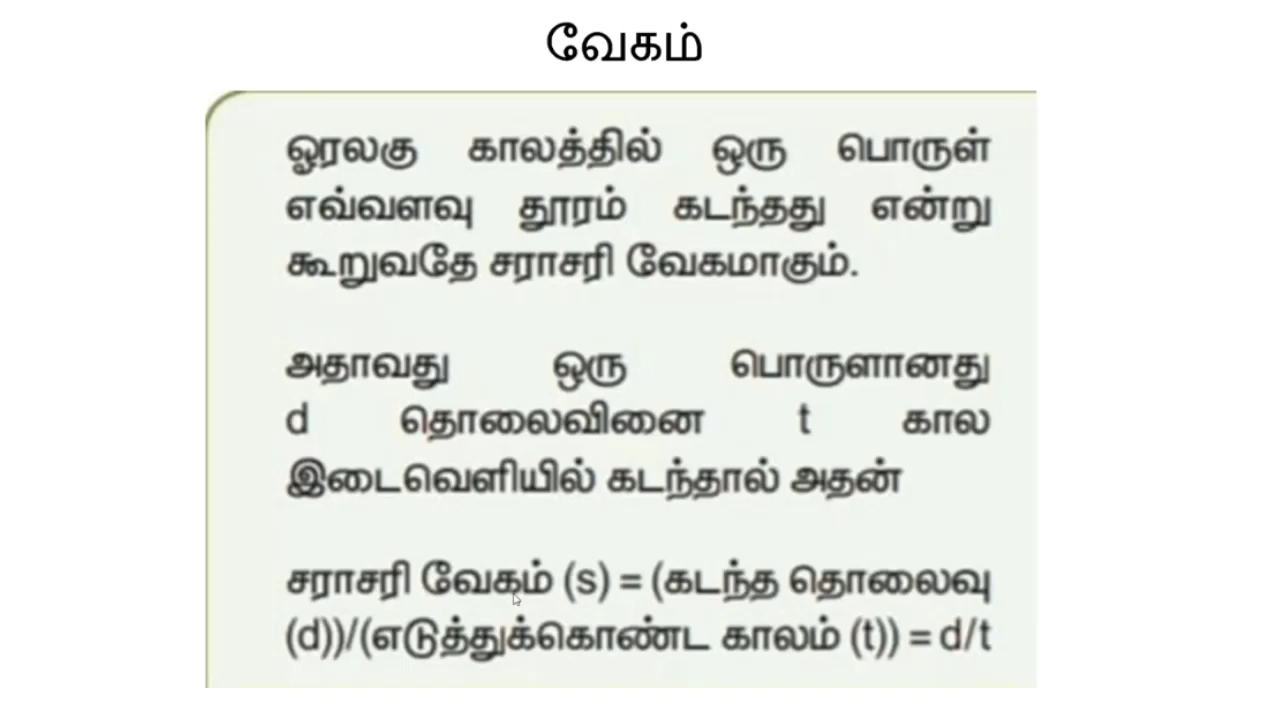 வேகம்
ஓரலகு காலத்தில் ஒரு பொருள்
எவ்வளவு தூரம் கடந்தது என்று
கூறுவதே சராசரி வேகமாகும்.
அதாவது ஒரு பொருளானது
d தொலைவினை t கால
இடைவெளியில் கடந்தால் அதன்
சராசரி வேகம் (s) = (கடந்த தொலைவு
(d))/(எடுத்துக்கொண்ட காலம் (t)) = d/t